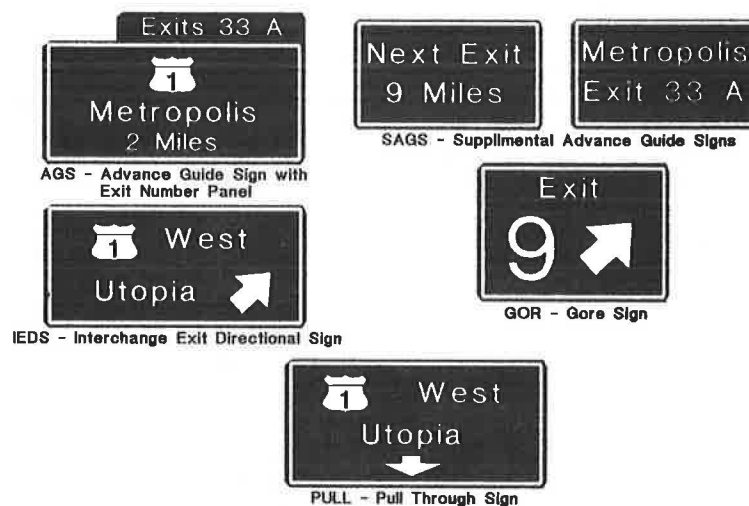 Exits 33 A
1
Metropolis
2 Miles
AGS - Advance Guide Sign with
Exit Number Panel
Next Exit
9 Miles
Metropolis
Exit 33 A
SAGS - Supplimental Advance Guide Signs
1 West
Utopia
IEDS - Interchange Exit Directional Sign
Exit
9
GOR - Gore Sign
1 West
Utopia
PULL - Pull Through Sign